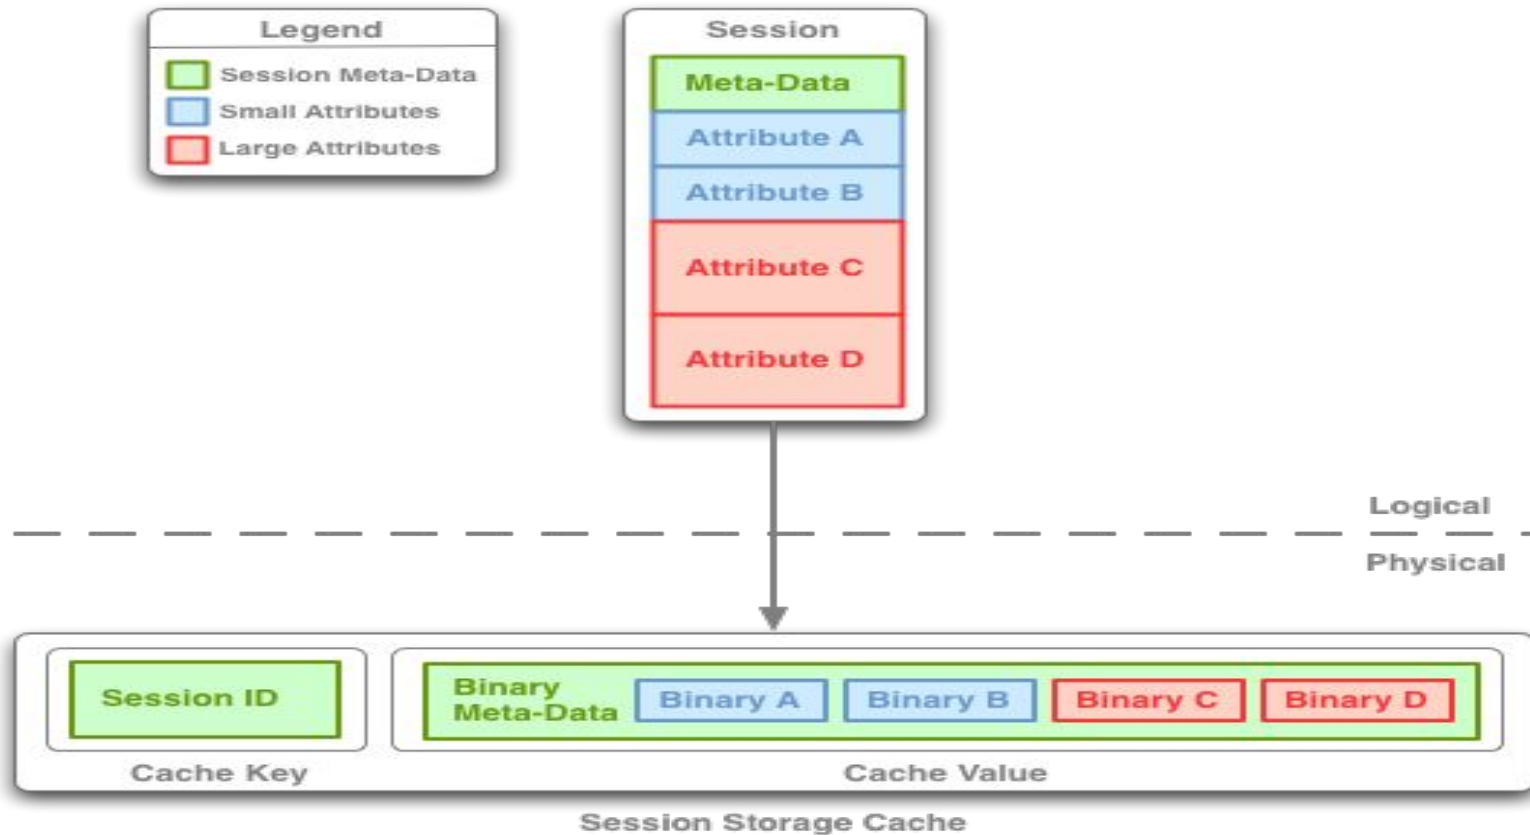 Legend
Session Meta-Data
Small Attributes
Large Attributes
Session
Meta-Data
Attribute A
Attribute B
Attribute C
Attribute D
Logical
Physical
Session ID
Cache Key
Binary
Meta-Data
Binary A
Binary B
Binary C
Binary D
Cache Value
Session Storage Cache